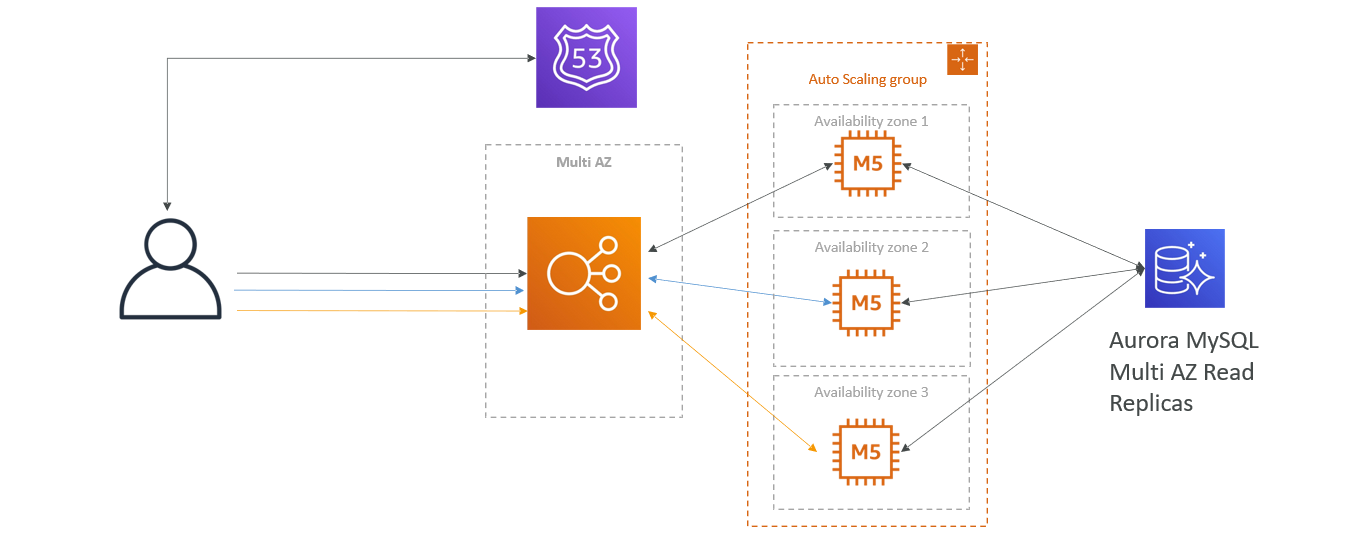 53
Auto Scaling group
Availability zone 1
M5
Multi AZ
Availability zone 2
M5
Aurora MySQL
Multi AZ Read
Replicas
Availability zone 3
M5